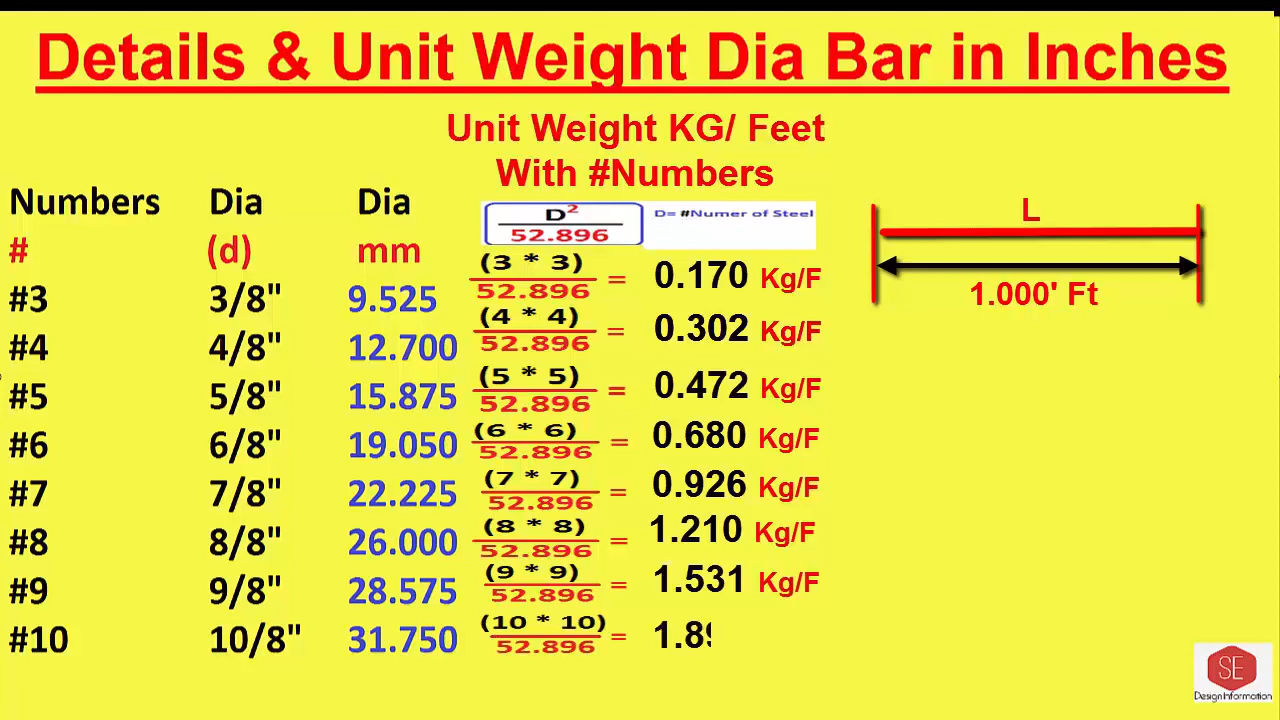 Details & Unit Weight Dia Bar in Inches
Unit Weight KG/ Feet
With #Numbers
Numbers Dia Dia
# (d) mm
D² / 52.896
D= #Numer of Steel
L
1.000' Ft
#3 3/8" 9.525 (3 * 3) / 52.896 = 0.170 Kg/F
#4 4/8" 12.700 (4 * 4) / 52.896 = 0.302 Kg/F
#5 5/8" 15.875 (5 * 5) / 52.896 = 0.472 Kg/F
#6 6/8" 19.050 (6 * 6) / 52.896 = 0.680 Kg/F
#7 7/8" 22.225 (7 * 7) / 52.896 = 0.926 Kg/F
#8 8/8" 26.000 (8 * 8) / 52.896 = 1.210 Kg/F
#9 9/8" 28.575 (9 * 9) / 52.896 = 1.531 Kg/F
#10 10/8" 31.750 (10 * 10) / 52.896 = 1.8
SE
Design Information